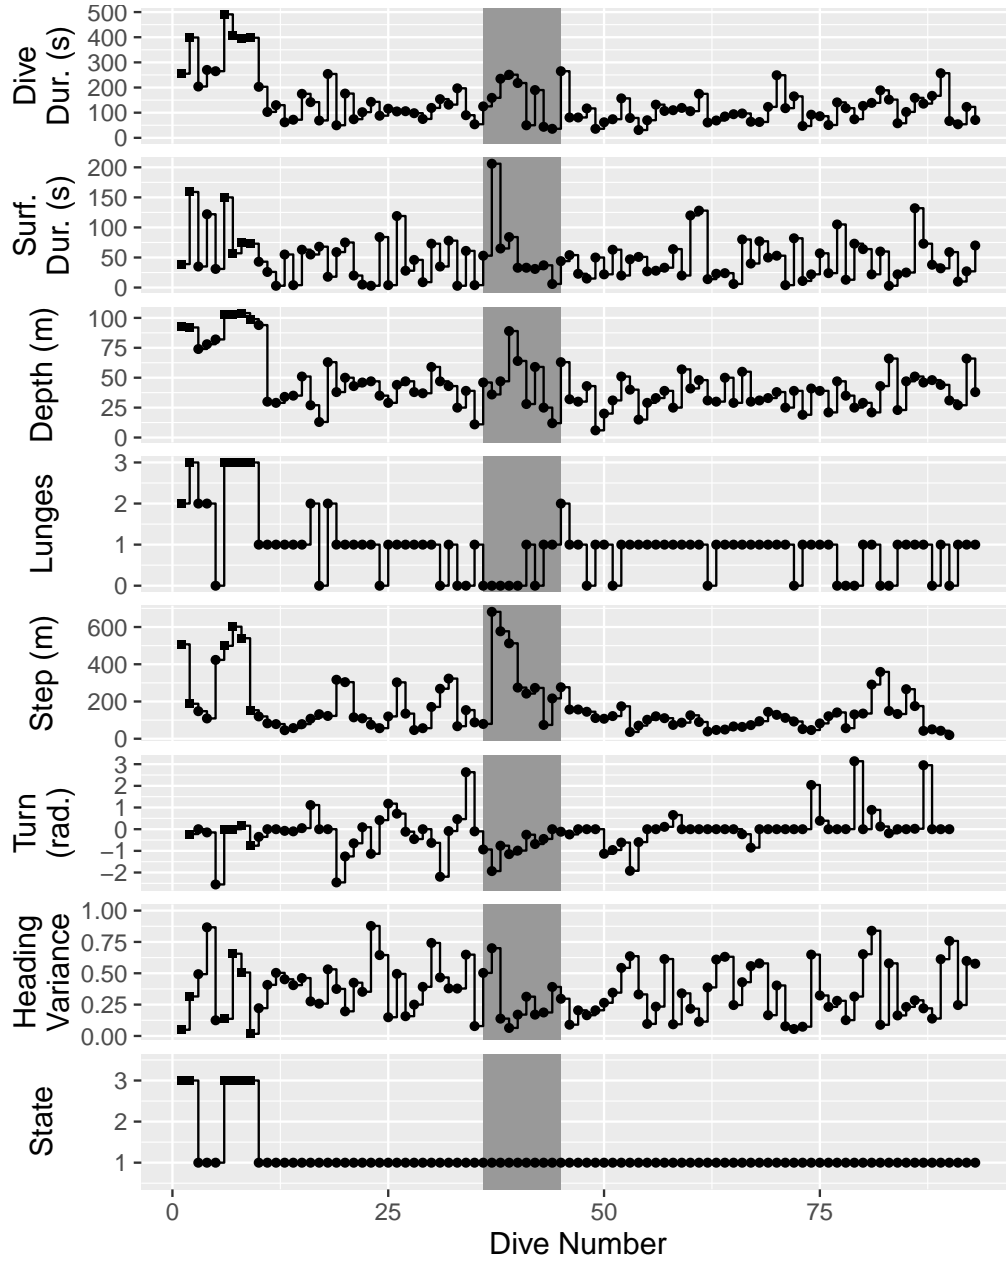 Dive
Dur. (s)
500
400
300
200
100
0
Surf.
Dur. (s)
200
150
100
50
0
Depth (m)
100
75
50
25
0
Lunges
3
2
1
0
Step (m)
600
400
200
0
Turn
(rad.)
3
2
1
0
−1
−2
Heading
Variance
1.00
0.75
0.50
0.25
0.00
State
3
2
1
0 25 50 75
Dive Number